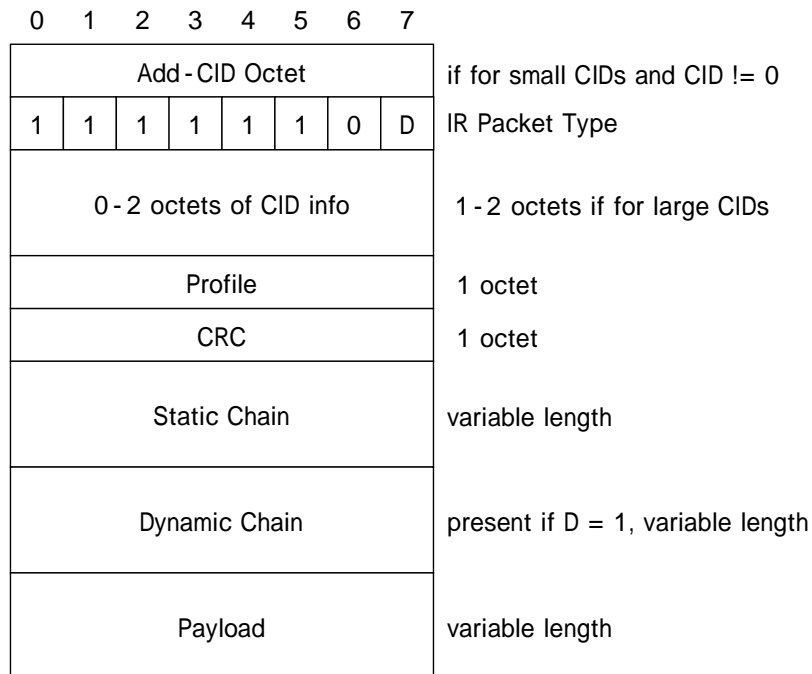 0 1 2 3 4 5 6 7
Add-CID Octet if for small CIDs and CID != 0
1 1 1 1 1 1 0 D IR Packet Type
0-2 octets of CID info 1-2 octets if for large CIDs
Profile 1 octet
CRC 1 octet
Static Chain variable length
Dynamic Chain present if D = 1, variable length
Payload variable length